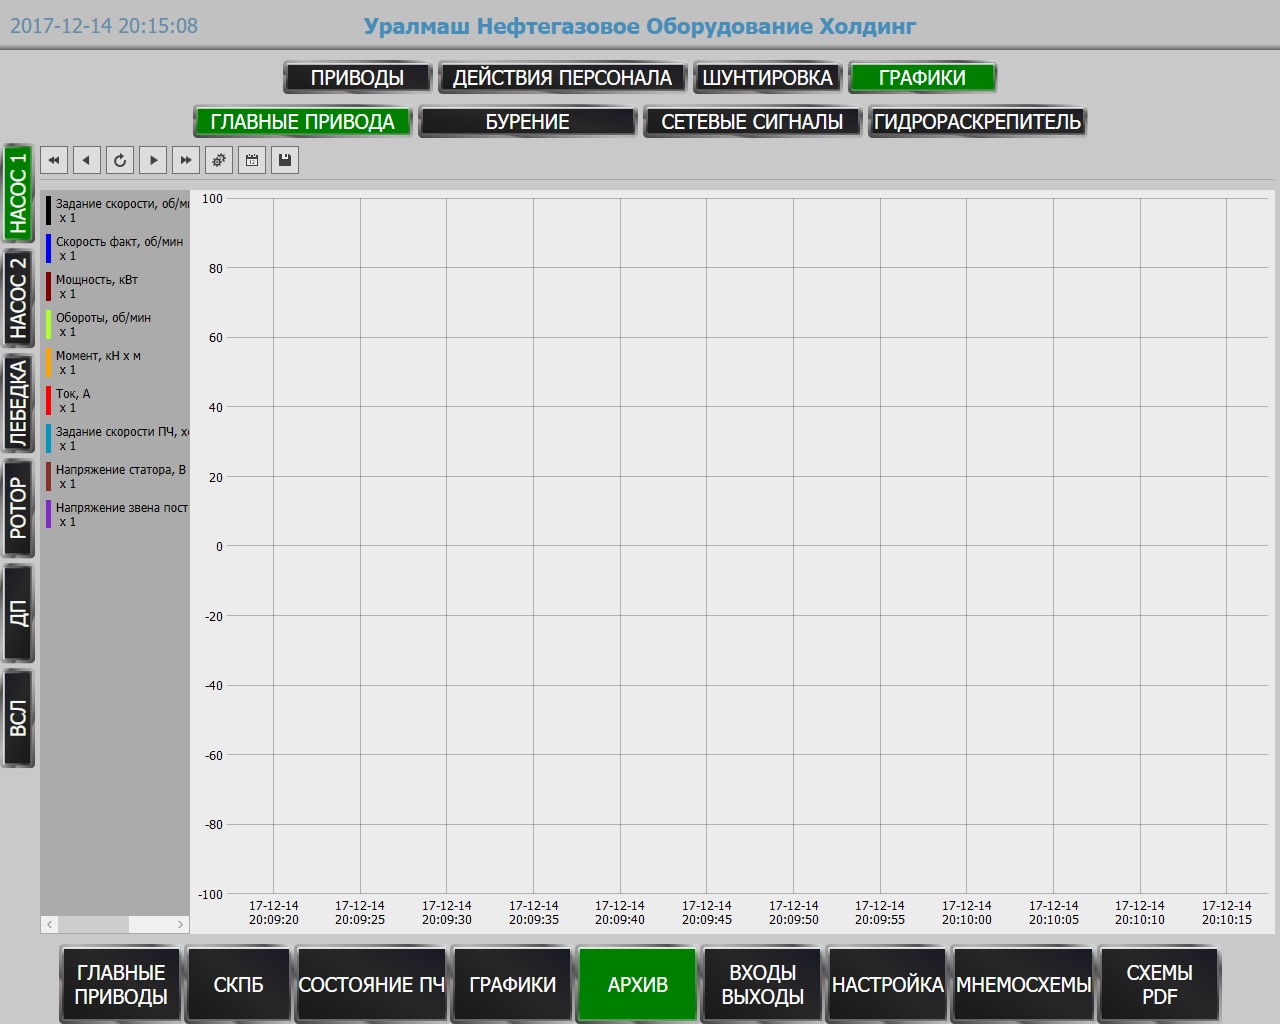 2017-12-14 20:15:08
Уралмаш Нефтегазовое Оборудование Холдинг
ПРИВОДЫ
ДЕЙСТВИЯ ПЕРСОНАЛА
ШУНТИРОВКА
ГРАФИКИ
ГЛАВНЫЕ ПРИВОДА
БУРЕНИЕ
СЕТЕВЫЕ СИГНАЛЫ
ГИДРОРАСКРЕПИТЕЛЬ
НАСОС 1
НАСОС 2
ЛЕБЕДКА
РОТОР
ДП
ВСЛ
12
Задание скорости, об/ми
x 1
Скорость факт, об/мин
x 1
Мощность, кВт
x 1
Обороты, об/мин
x 1
Момент, кН х м
x 1
Ток, А
x 1
Задание скорости ПЧ, х
x 1
Напряжение статора, В
x 1
Напряжение звена пост
x 1
100
80
60
40
20
0
-20
-40
-60
-80
-100
17-12-14
20:09:20
17-12-14
20:09:25
17-12-14
20:09:30
17-12-14
20:09:35
17-12-14
20:09:40
17-12-14
20:09:45
17-12-14
20:09:50
17-12-14
20:09:55
17-12-14
20:10:00
17-12-14
20:10:05
17-12-14
20:10:10
17-12-14
20:10:15
ГЛАВНЫЕ
ПРИВОДЫ
СКПБ
СОСТОЯНИЕ ПЧ
ГРАФИКИ
АРХИВ
ВХОДЫ
ВЫХОДЫ
НАСТРОЙКА
МНЕМОСХЕМЫ
СХЕМЫ
PDF